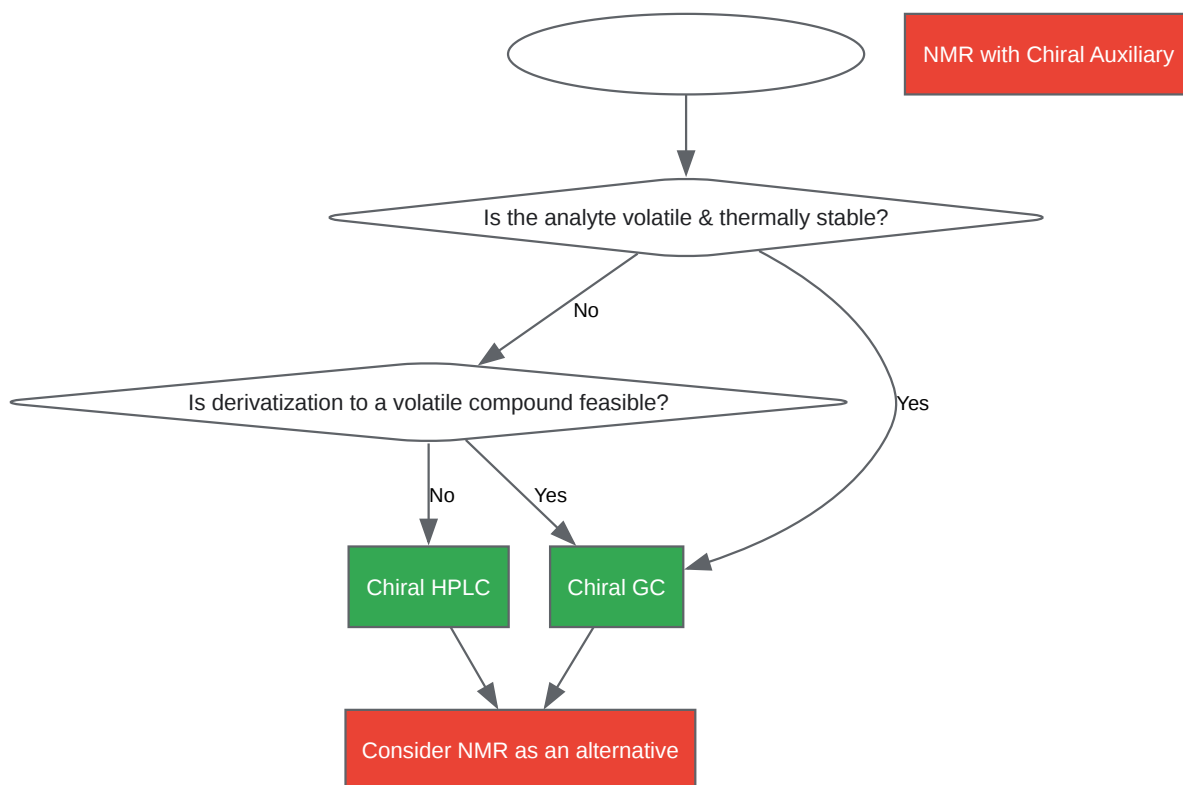 NMR with Chiral Auxiliary
Is the analyte volatile & thermally stable?
No
Is derivatization to a volatile compound feasible?
Yes
No
Yes
Chiral HPLC
Chiral GC
Consider NMR as an alternative